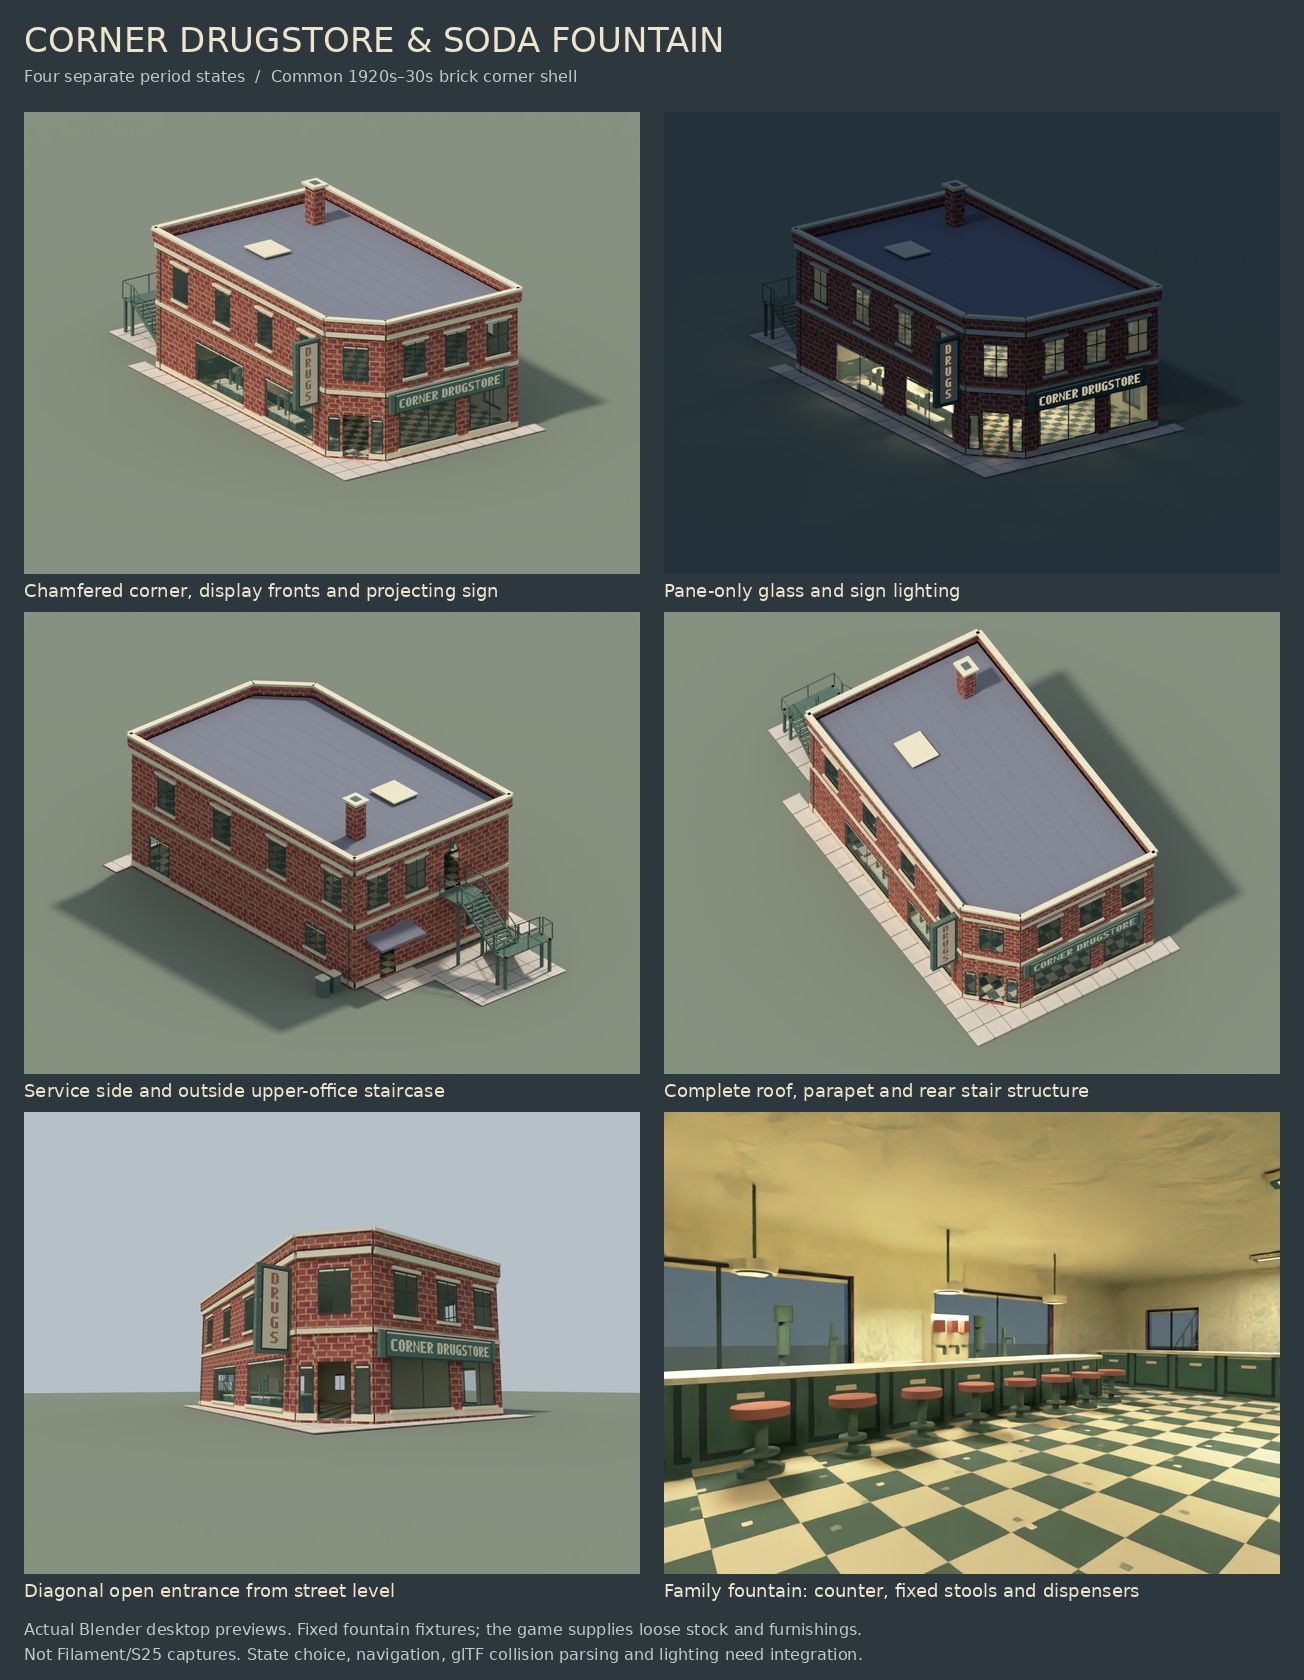 CORNER DRUGSTORE & SODA FOUNTAIN
Four separate period states / Common 1920s–30s brick corner shell
DRUGS
CORNER DRUGSTORE
DRUGS
CORNER DRUGSTORE
Chamfered corner, display fronts and projecting sign
Pane-only glass and sign lighting
DRUGS
CORNER DRUGSTORE
Service side and outside upper-office staircase
Complete roof, parapet and rear stair structure
DRUGS
CORNER DRUGSTORE
Diagonal open entrance from street level
Family fountain: counter, fixed stools and dispensers
Actual Blender desktop previews. Fixed fountain fixtures; the game supplies loose stock and furnishings.
Not Filament/S25 captures. State choice, navigation, glTF collision parsing and lighting need integration.